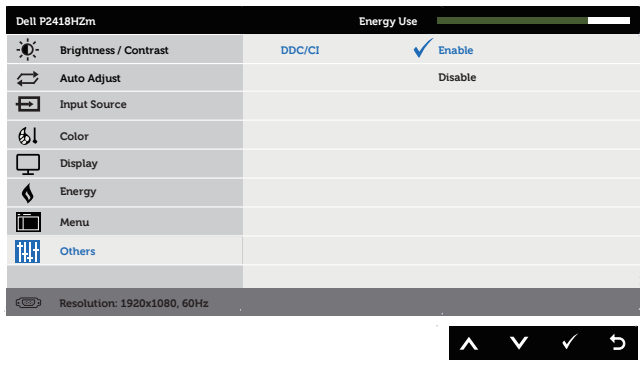 Dell P2418HZm Energy Use
Brightness / Contrast DDC/CI Enable
Auto Adjust Disable
Input Source
Color
Display
Energy
Menu
Others
Resolution: 1920x1080, 60Hz